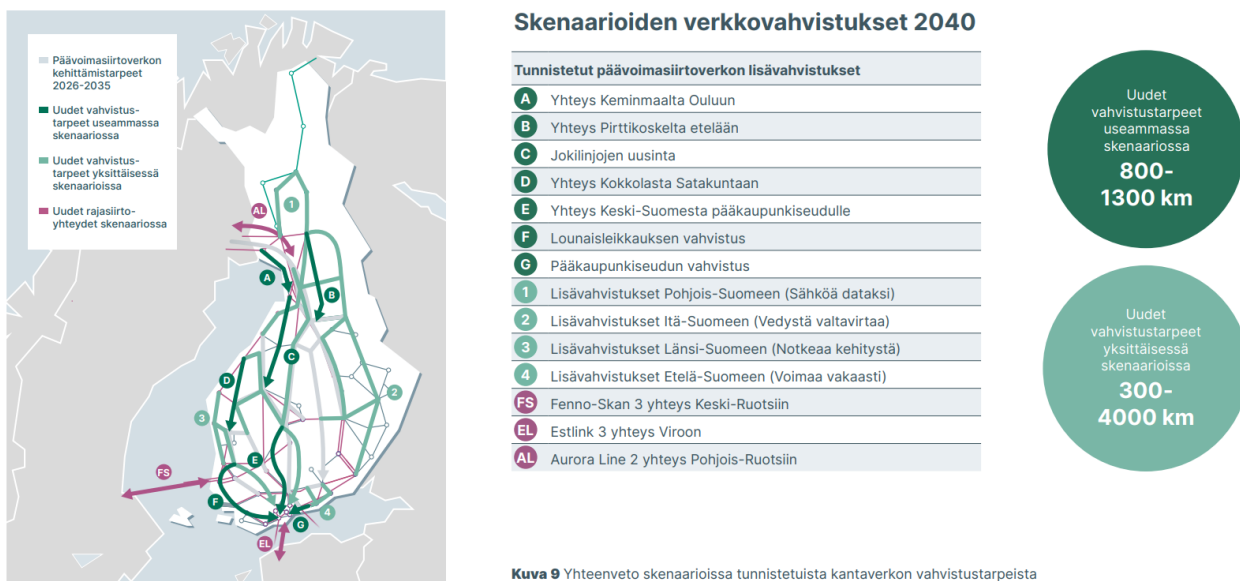 Skenaarioiden verkkovahvistukset 2040
Päävoimasiirtoverkon
kehittämistarpeet
2026-2035
Uudet vahvistus-
tarpeet useammassa
skenaariossa
Uudet vahvistus-
tarpeet yksittäisessä
skenaarioissa
Uudet rajasiirto-
yhteydet skenaariossa
AL
1
A
B
C
D
2
3
E
FS
F
4
G
EL
Tunnistetut päävoimasiirtoverkon lisävahvistukset
A Yhteys Keminmaalta Ouluun
B Yhteys Pirttikoskelta etelään
C Jokilinjojen uusinta
D Yhteys Kokkolasta Satakuntaan
E Yhteys Keski-Suomesta pääkaupunkiseudulle
F Lounaisleikkauksen vahvistus
G Pääkaupunkiseudun vahvistus
1 Lisävahvistukset Pohjois-Suomeen (Sähköä dataksi)
2 Lisävahvistukset Itä-Suomeen (Vedystä valtavirtaa)
3 Lisävahvistukset Länsi-Suomeen (Notkeaa kehitystä)
4 Lisävahvistukset Etelä-Suomeen (Voimaa vakaasti)
FS Fenno-Skan 3 yhteys Keski-Ruotsiin
EL Estlink 3 yhteys Viroon
AL Aurora Line 2 yhteys Pohjois-Ruotsiin
Uudet
vahvistustarpeet
useammassa
skenaariossa
800-
1300 km
Uudet
vahvistustarpeet
yksittäisessä
skenaarioissa
300-
4000 km
Kuva 9 Yhteenveto skenaarioissa tunnistetuista kantaverkon vahvistustarpeista